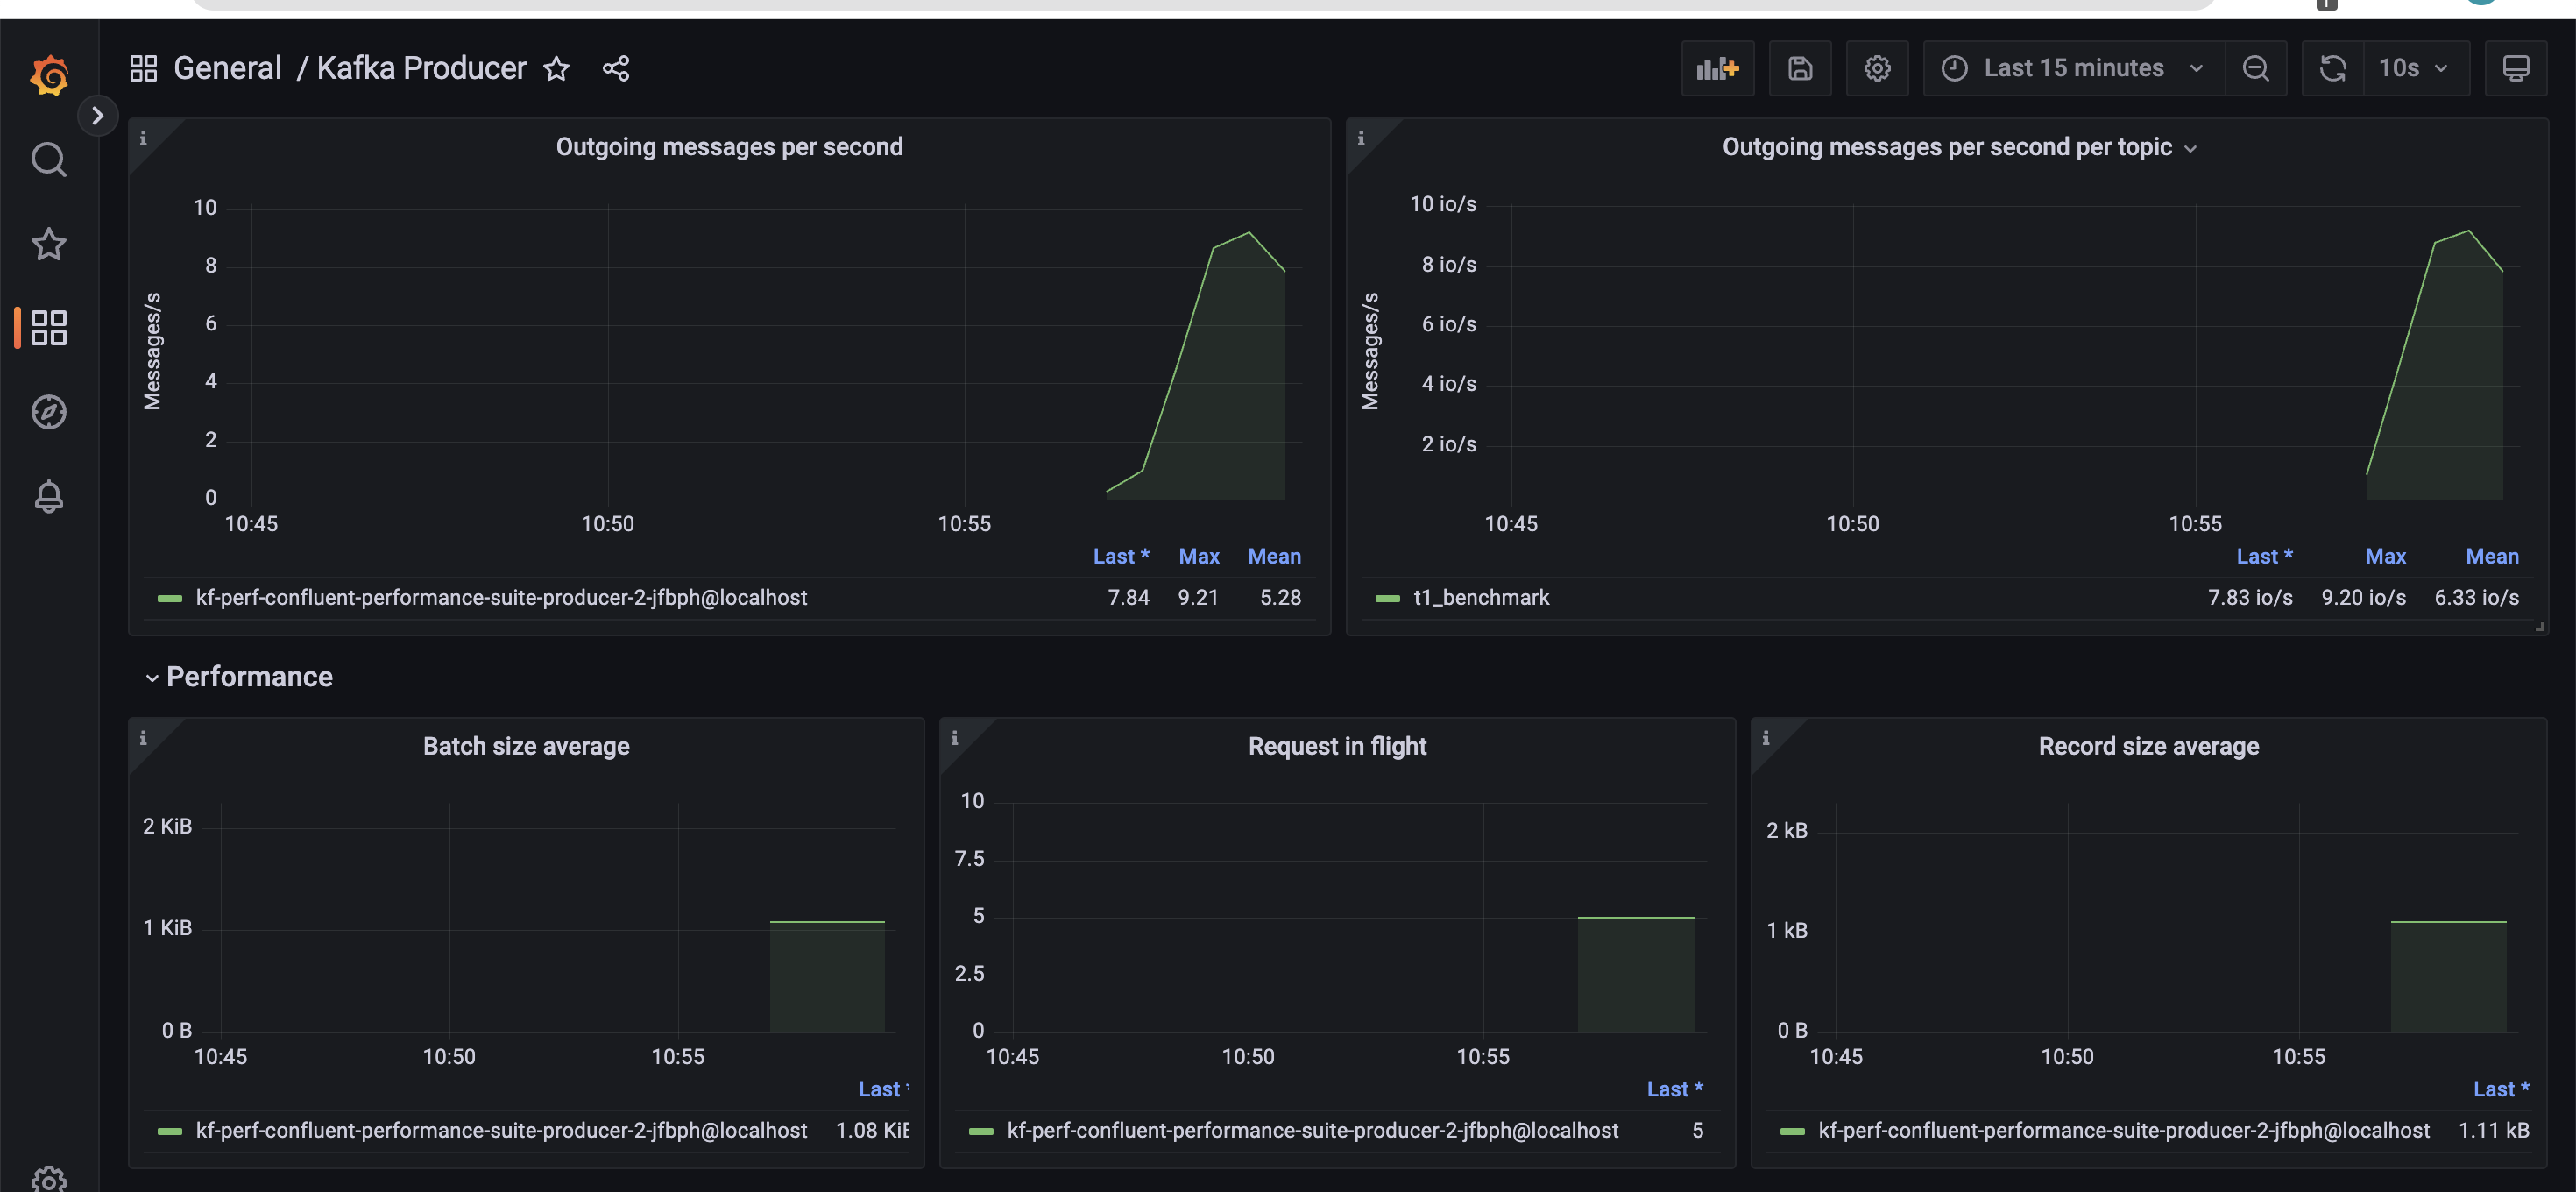 General / Kafka Producer
Last 15 minutes
10s
Outgoing messages per second
Messages/s
10
8
6
4
2
0
10:45 10:50 10:55
Last * Max Mean
kf-perf-confluent-performance-suite-producer-2-jfbph@localhost 7.84 9.21 5.28
Outgoing messages per second per topic
Messages/s
10 io/s
8 io/s
6 io/s
4 io/s
2 io/s
10:45 10:50 10:55
Last * Max Mean
t1_benchmark 7.83 io/s 9.20 io/s 6.33 io/s
Performance
Batch size average
2 KiB
1 KiB
0 B
10:45 10:50 10:55
Last *
kf-perf-confluent-performance-suite-producer-2-jfbph@localhost 1.08 KiB
Request in flight
10
7.5
5
2.5
0
10:45 10:50 10:55
Last *
kf-perf-confluent-performance-suite-producer-2-jfbph@localhost 5
Record size average
2 kB
1 kB
0 B
10:45 10:50 10:55
Last *
kf-perf-confluent-performance-suite-producer-2-jfbph@localhost 1.11 kB